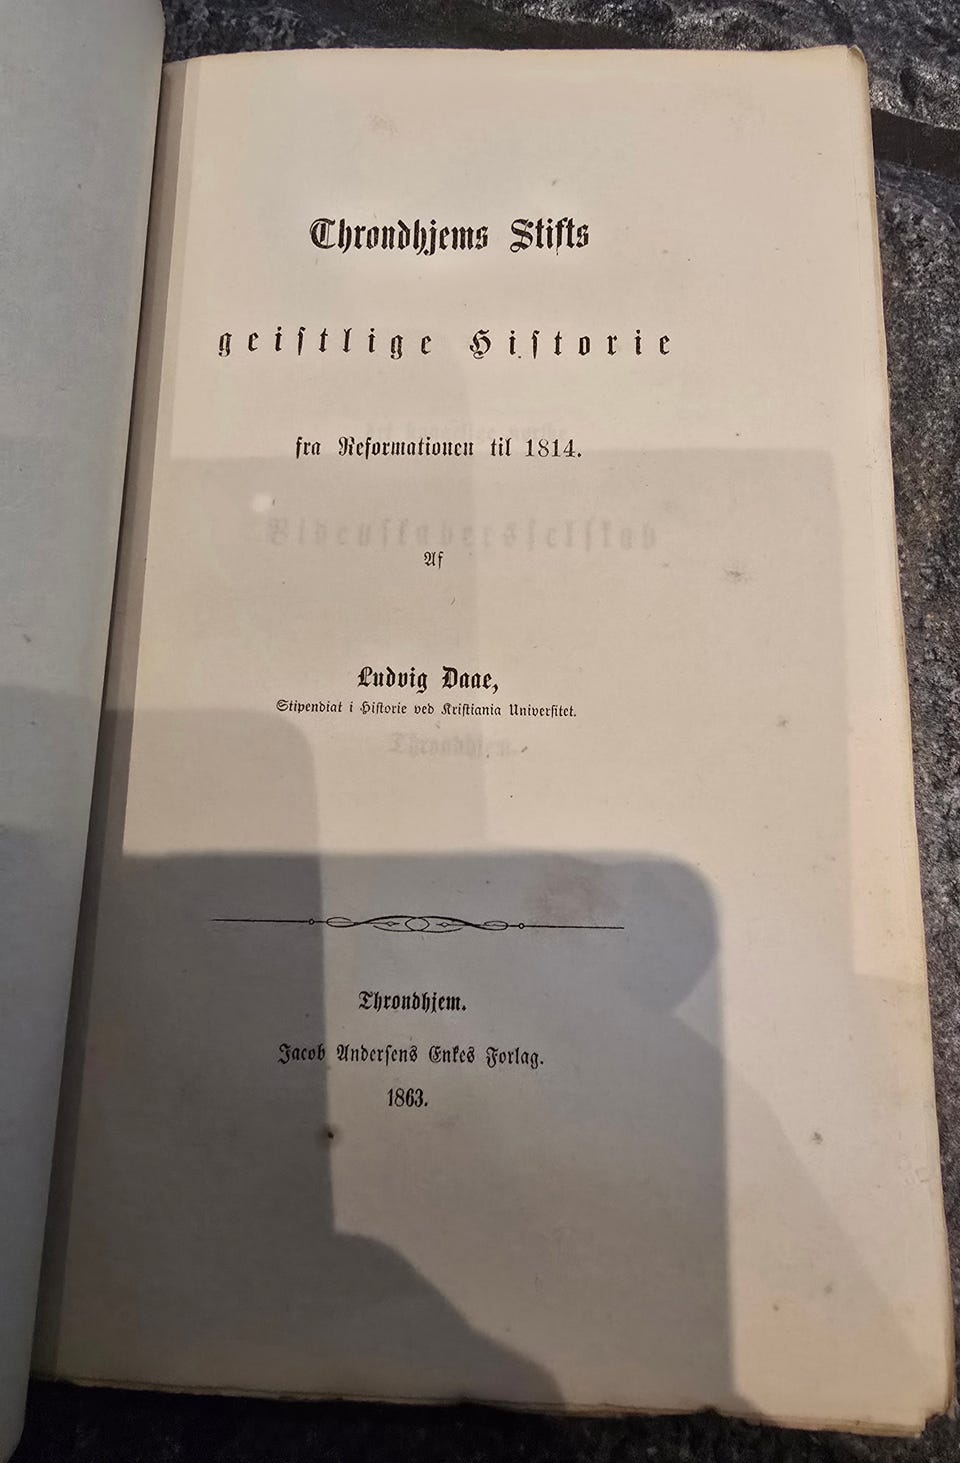 Throndhjems Stifts
geistlige Historie
fra Reformationen til 1814.
Af
Ludvig Daae,
Stipendiat i Historie ved Kristiania Universitet.
Throndhjem.
Jacob Andersens Enkes Forlag.
1863.